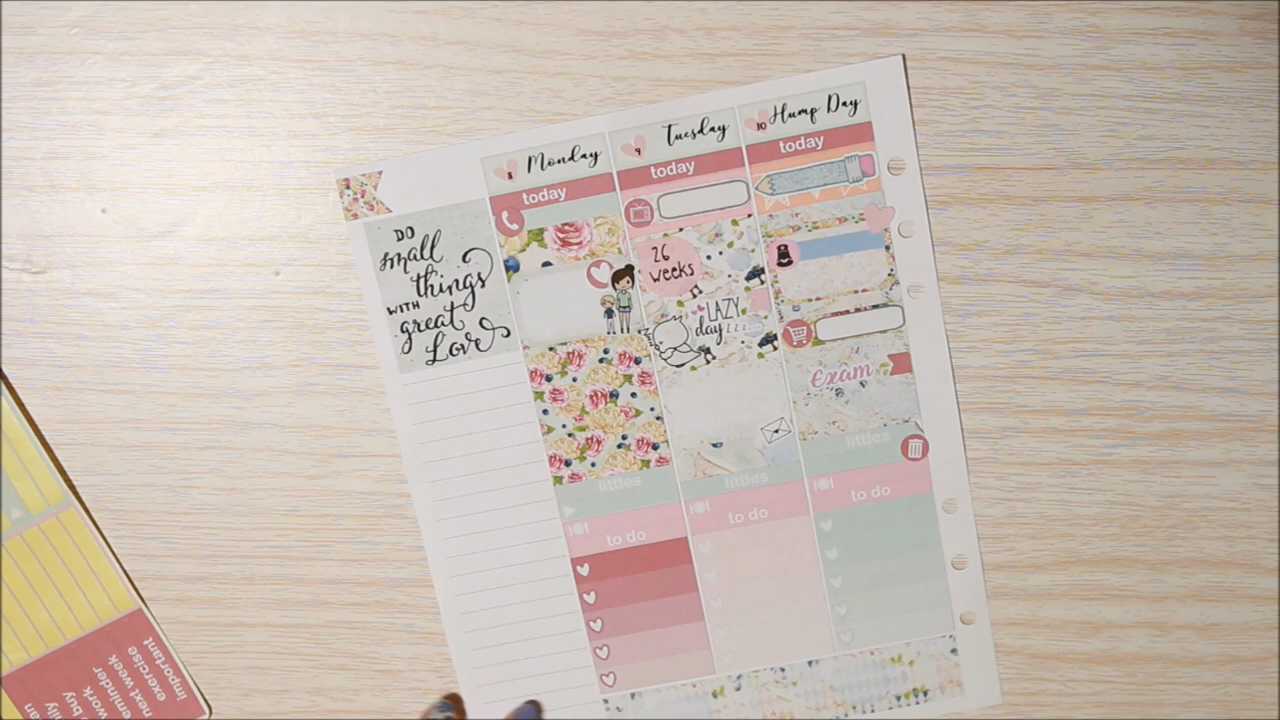 DO
small
things
WITH
great
Love
8 Monday
today
littles
to do
9 Tuesday
today
26
weeks
LAZY
day zzz
littles
to do
10 Hump Day
today
Exam
littles
to do
important
exercise
next week
work